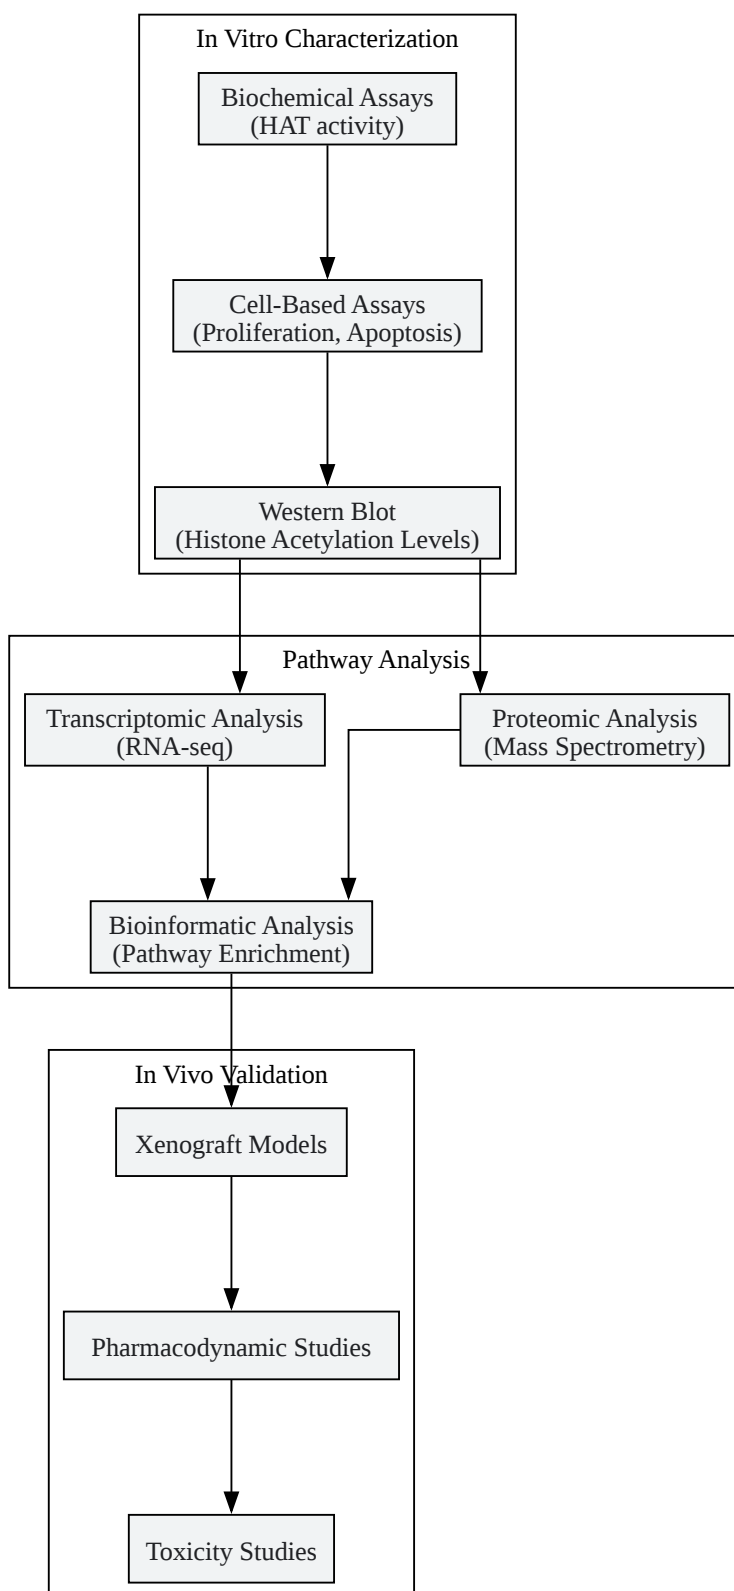 In Vitro Characterization
Biochemical Assays
(HAT activity)
Cell-Based Assays
(Proliferation, Apoptosis)
Western Blot
(Histone Acetylation Levels)
Pathway Analysis
Transcriptomic Analysis
(RNA-seq)
Proteomic Analysis
(Mass Spectrometry)
Bioinformatic Analysis
(Pathway Enrichment)
In Vivo Validation
Xenograft Models
Pharmacodynamic Studies
Toxicity Studies